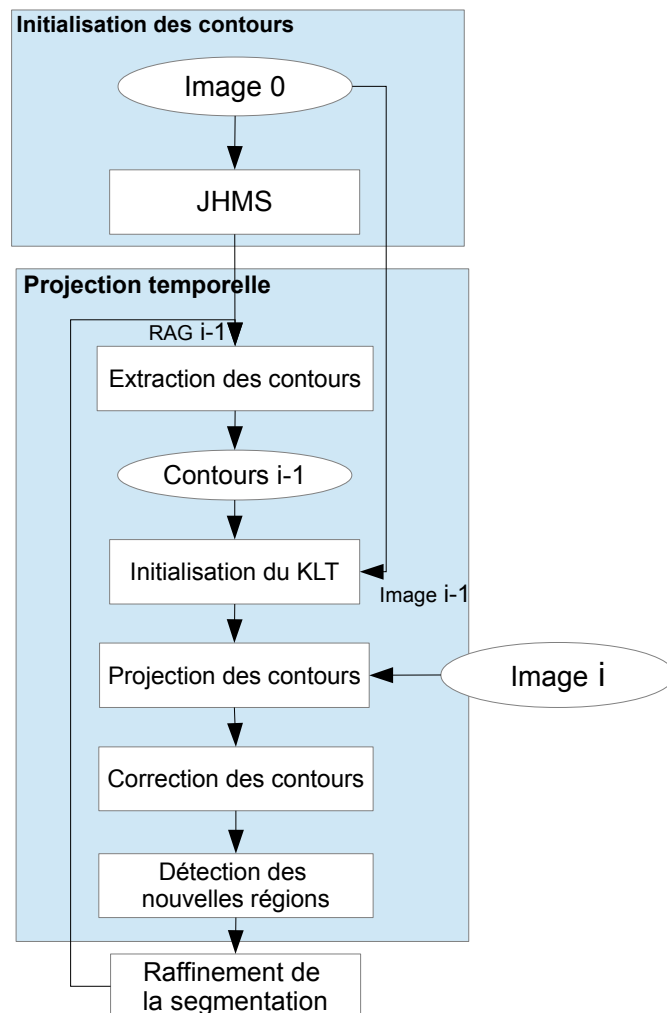 Initialisation des contours
Image 0
JHMS
Projection temporelle
RAG i-1
Extraction des contours
Contours i-1
Initialisation du KLT
Image i-1
Projection des contours
Image i
Correction des contours
Détection des
nouvelles régions
Raffinement de
la segmentation